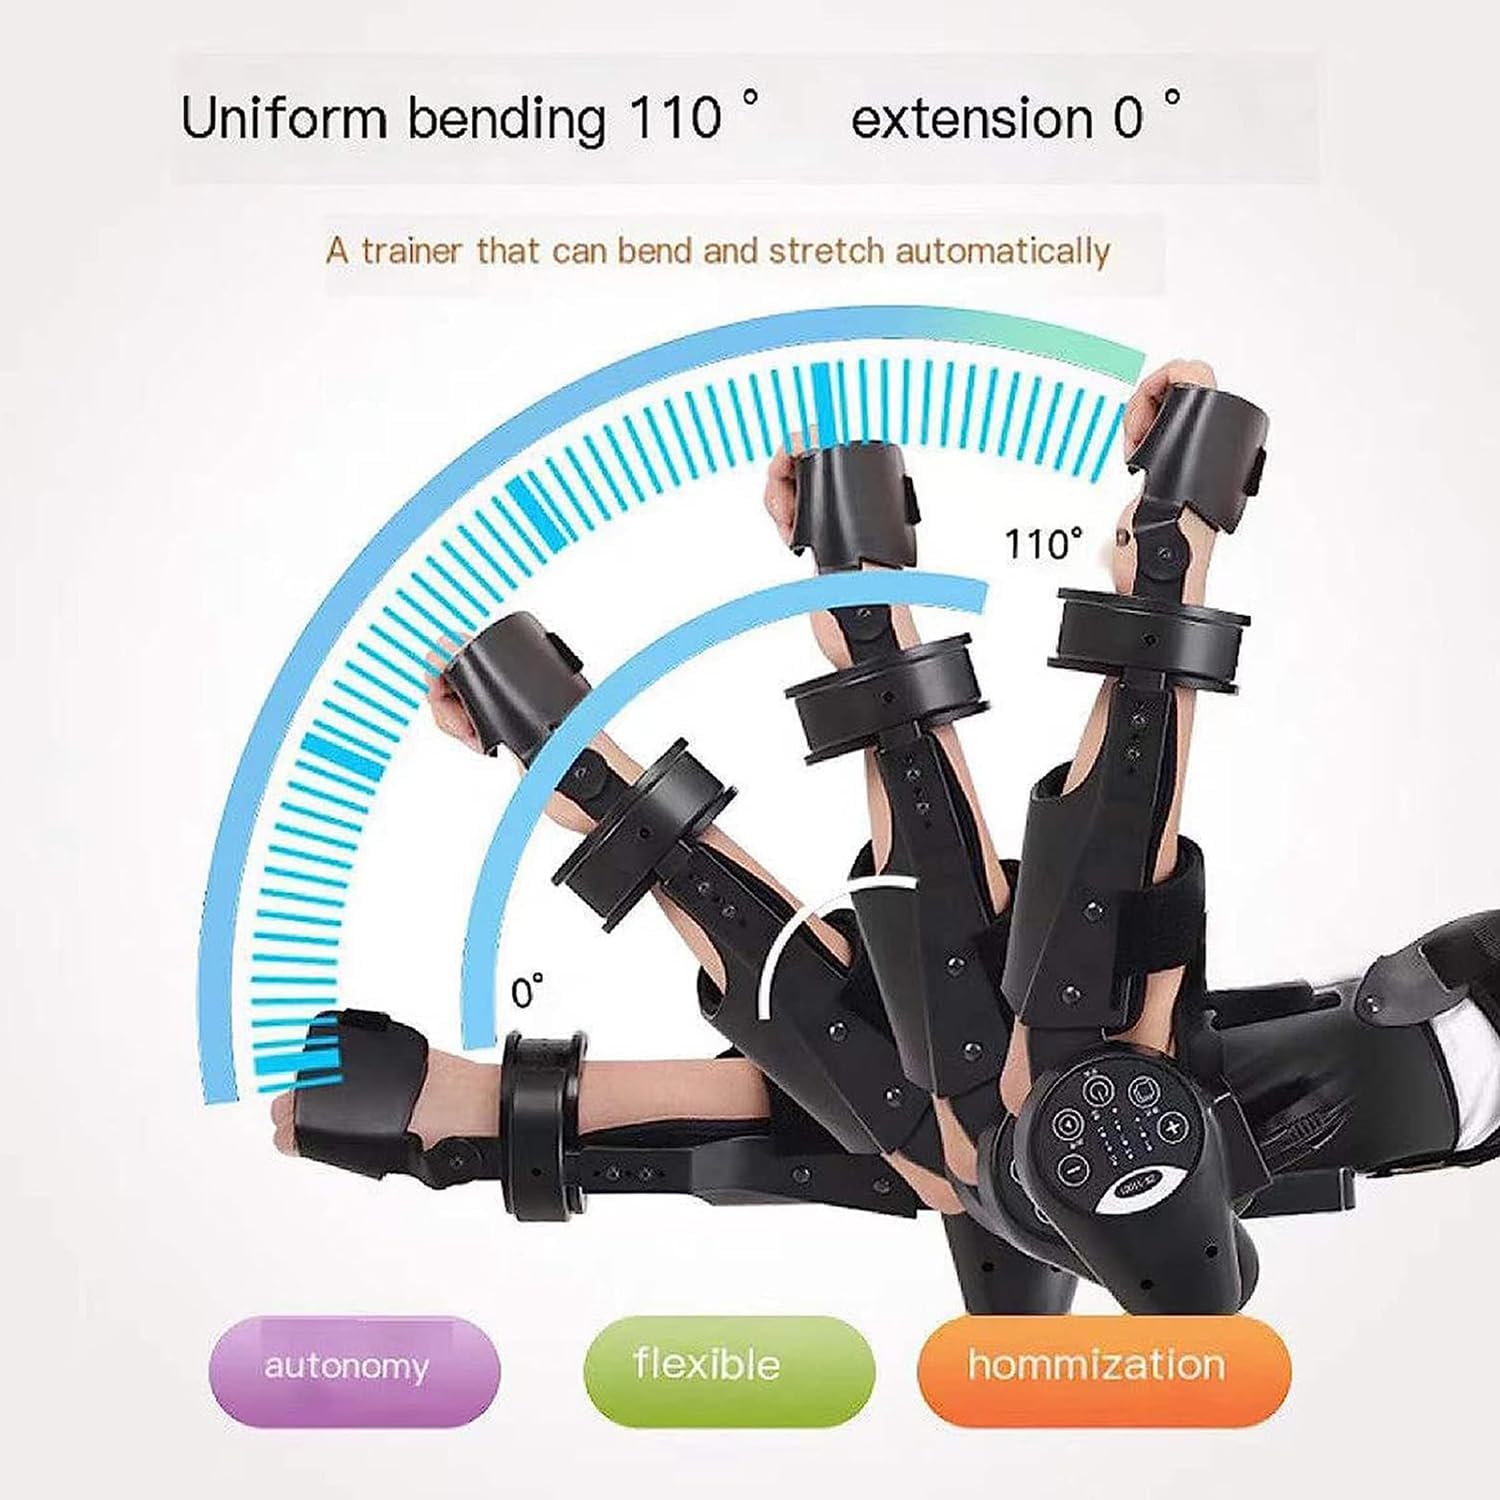 Uniform bending 110 ° extension 0 °
A trainer that can bend and stretch automatically
110°
0°
autonomy
flexible
hommization